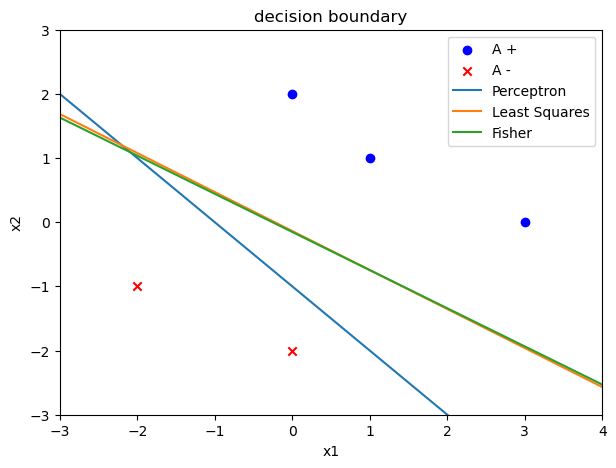 decision boundary
3
2
1
0
−1
−2
−3
x2
A +
A -
Perceptron
Least Squares
Fisher
−3
−2
−1
0
1
2
3
4
x1